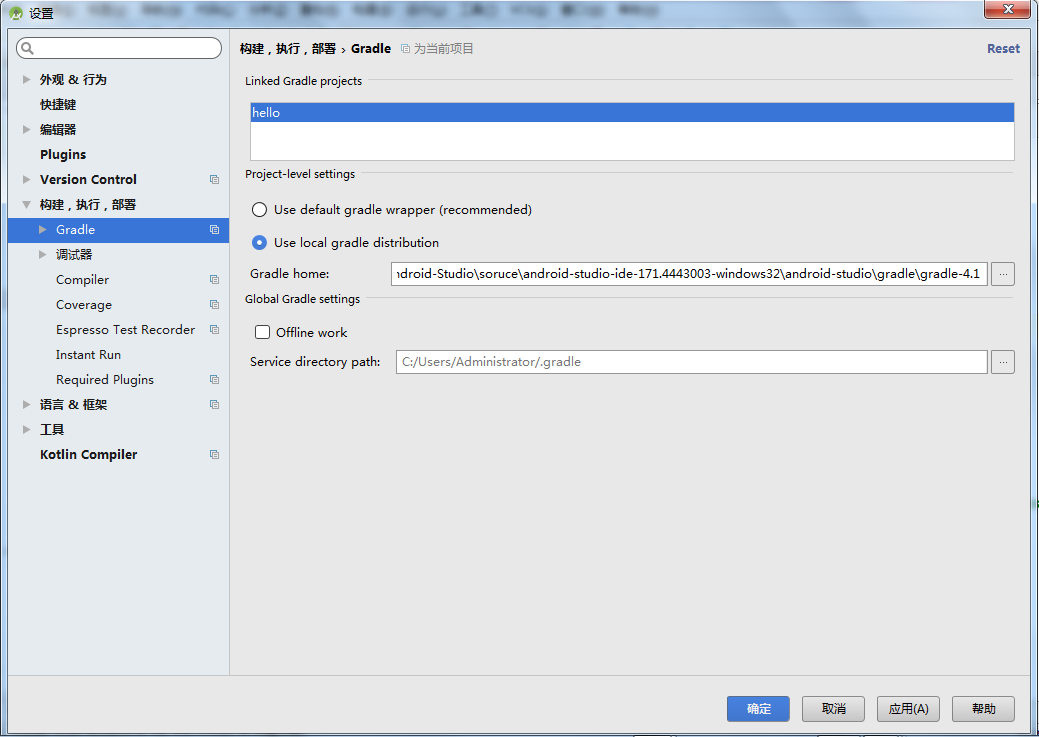 设置
构建，执行，部署 › Gradle 为当前项目 Reset
外观 & 行为
快捷键
编辑器
Plugins
Version Control
构建，执行，部署
Gradle
调试器
Compiler
Coverage
Espresso Test Recorder
Instant Run
Required Plugins
语言 & 框架
工具
Kotlin Compiler
Linked Gradle projects
hello
Project-level settings
Use default gradle wrapper (recommended)
Use local gradle distribution
Gradle home: ndroid-Studio\soruce\android-studio-ide-171.4443003-windows32\android-studio\gradle\gradle-4.1 ...
Global Gradle settings
Offline work
Service directory path: C:/Users/Administrator/.gradle ...
确定 取消 应用(A) 帮助